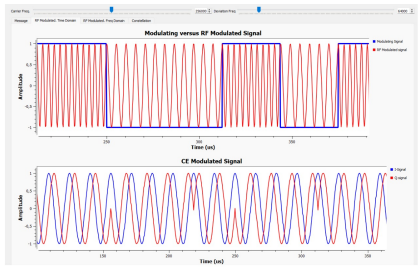 Carrier Freq. Deviation Freq.
Message RF Modulated: Time Domain RF Modulated: Freq Domain Constellation
Modulating versus RF Modulated Signal
Modulating Signal
RF Modulated signal
Amplitude
1
0,5
0
-0,5
-1
250 300 350
Time (us)
CE Modulated Signal
I-Signal
Q-signal
Amplitude
1
0,5
0
-0,5
-1
150 200 250 300 350
Time (us)